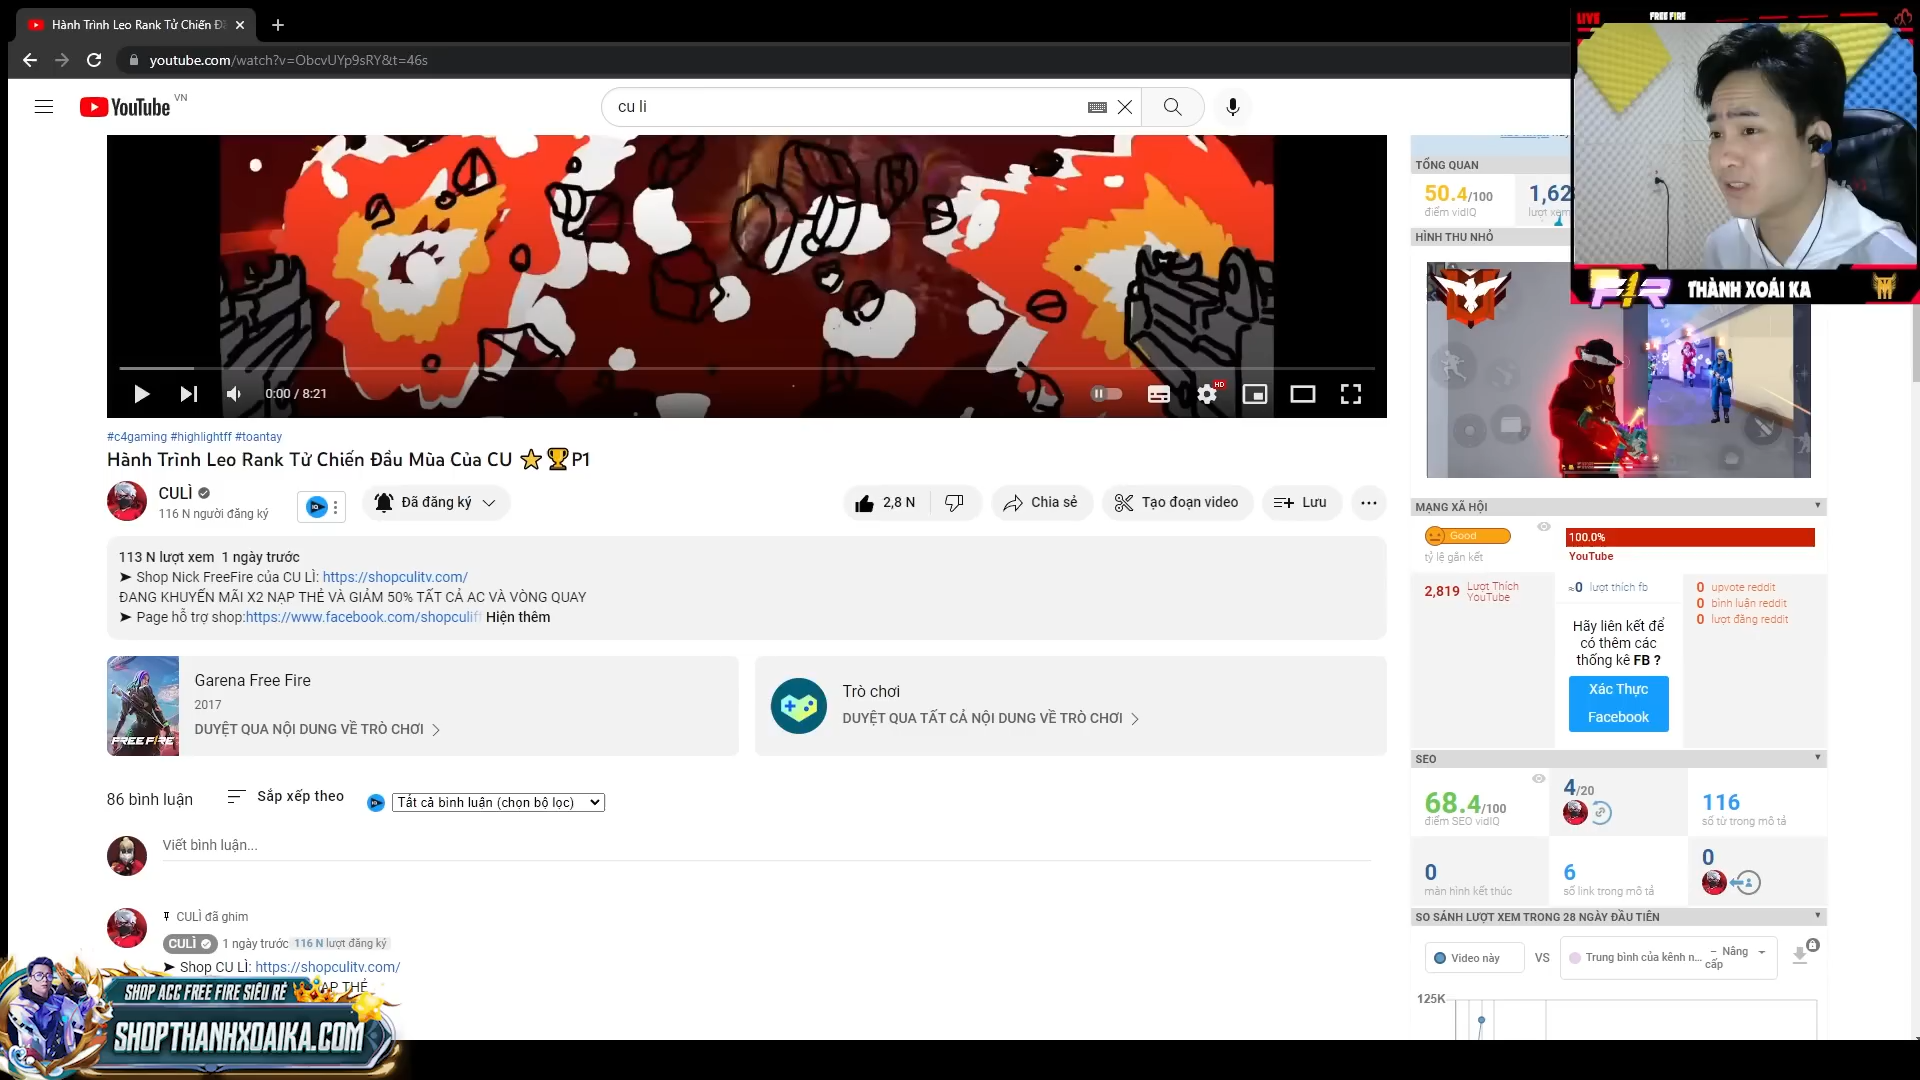 Hành Trình Leo Rank Tử Chiến Đầ
youtube.com/watch?v=ObcvUYp9sRY&t=46s
YouTube VN
cu li
LIVE
FREE FIRE
THÀNH XOÁI KA
TỔNG QUAN
50.4/100
điểm vidIQ
1,62
lượt xem
HÌNH THU NHỎ
0:00 / 8:21
HD
#c4gaming #highlightff #toantay
Hành Trình Leo Rank Tử Chiến Đầu Mùa Của CU ⭐🏆P1
CULÌ
116 N người đăng ký
Đã đăng ký
2,8 N
Chia sẻ
Tạo đoạn video
Lưu
113 N lượt xem 1 ngày trước
➤ Shop Nick FreeFire của CU LÌ: https://shopculitv.com/
ĐANG KHUYẾN MÃI X2 NẠP THẺ VÀ GIẢM 50% TẤT CẢ AC VÀ VÒNG QUAY
➤ Page hỗ trợ shop:https://www.facebook.com/shopculif Hiện thêm
Garena Free Fire
2017
DUYỆT QUA NỘI DUNG VỀ TRÒ CHƠI
FREE FIRE
Trò chơi
DUYỆT QUA TẤT CẢ NỘI DUNG VỀ TRÒ CHƠI
86 bình luận
Sắp xếp theo
Tất cả bình luận (chọn bộ lọc)
Viết bình luận...
CULÌ đã ghim
CULÌ 1 ngày trước 116 N lượt đăng ký
➤ Shop CU LÌ: https://shopculitv.com/
ẠP THẺ
SHOP ACC FREE FIRE SIÊU RẺ
SHOPTHANHXOAIKA.COM
MẠNG XÃ HỘI
Good
tỷ lệ gắn kết
100.0%
YouTube
2,819 Lượt Thích
YouTube
≈0 lượt thích fb
Hãy liên kết để
có thêm các
thống kê FB ?
Xác Thực
Facebook
0 upvote reddit
0 bình luận reddit
0 lượt đăng reddit
SEO
68.4/100
điểm SEO vidIQ
4/20
116
số từ trong mô tả
0
màn hình kết thúc
6
số link trong mô tả
0
SO SÁNH LƯỢT XEM TRONG 28 NGÀY ĐẦU TIÊN
Video này
VS
Trung bình của kênh n...
– Nâng
cấp
125K